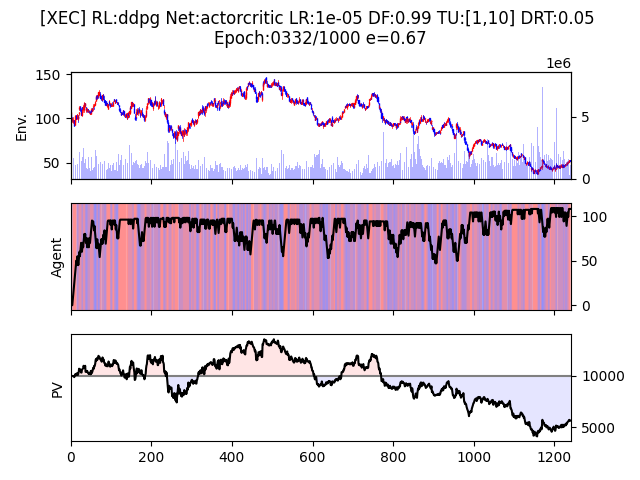 [XEC] RL:ddpg Net:actorcritic LR:1e-05 DF:0.99 TU:[1,10] DRT:0.05
Epoch:0332/1000 e=0.67
1e6
150
100
50
Env.
5
0
Agent
100
50
0
PV
10000
5000
0 200 400 600 800 1000 1200